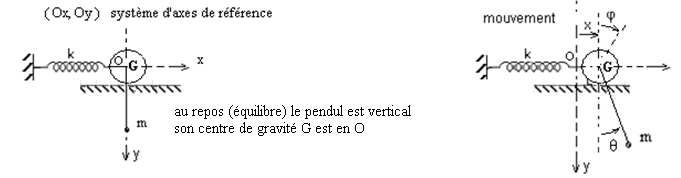 (Ox, Oy) système d'axes de référence
k
O
G
x
m
y
au repos (équilibre) le pendul est vertical
son centre de gravité G est en O
mouvement
x
φ
k
O
G
m
θ
y